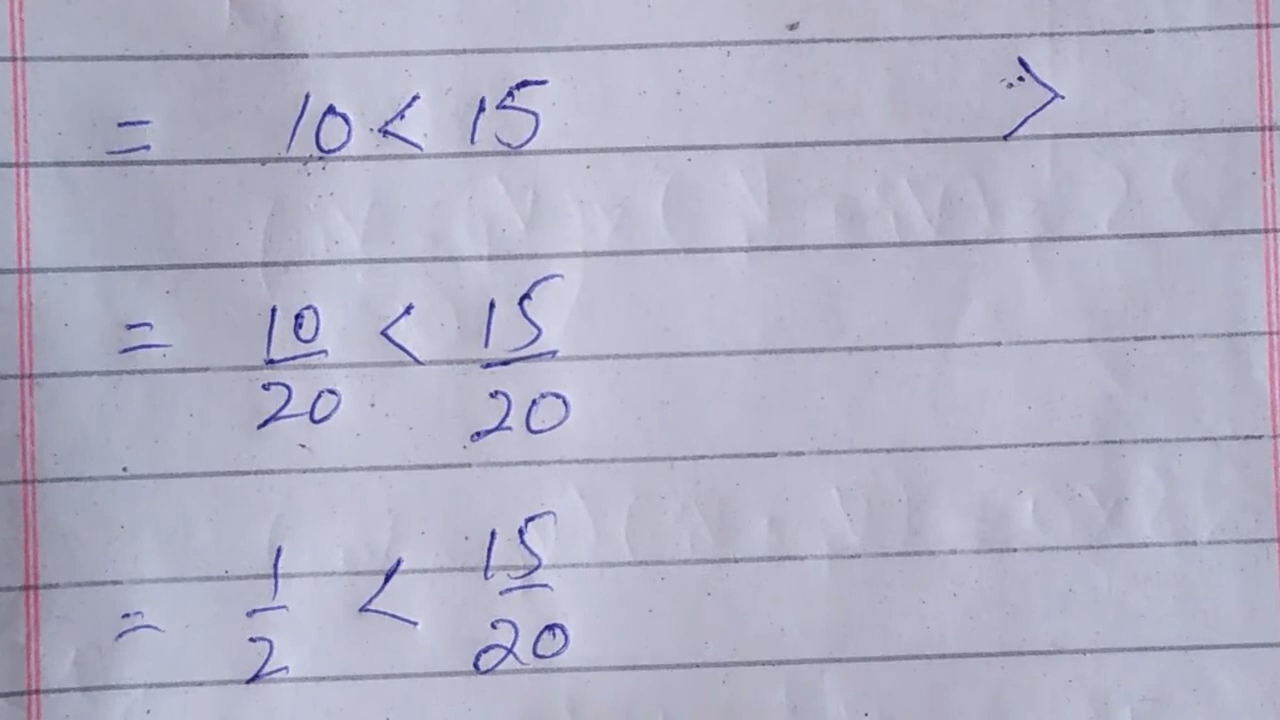 = 10 < 15 >
= 10/20 < 15/20
= 1/2 < 15/20